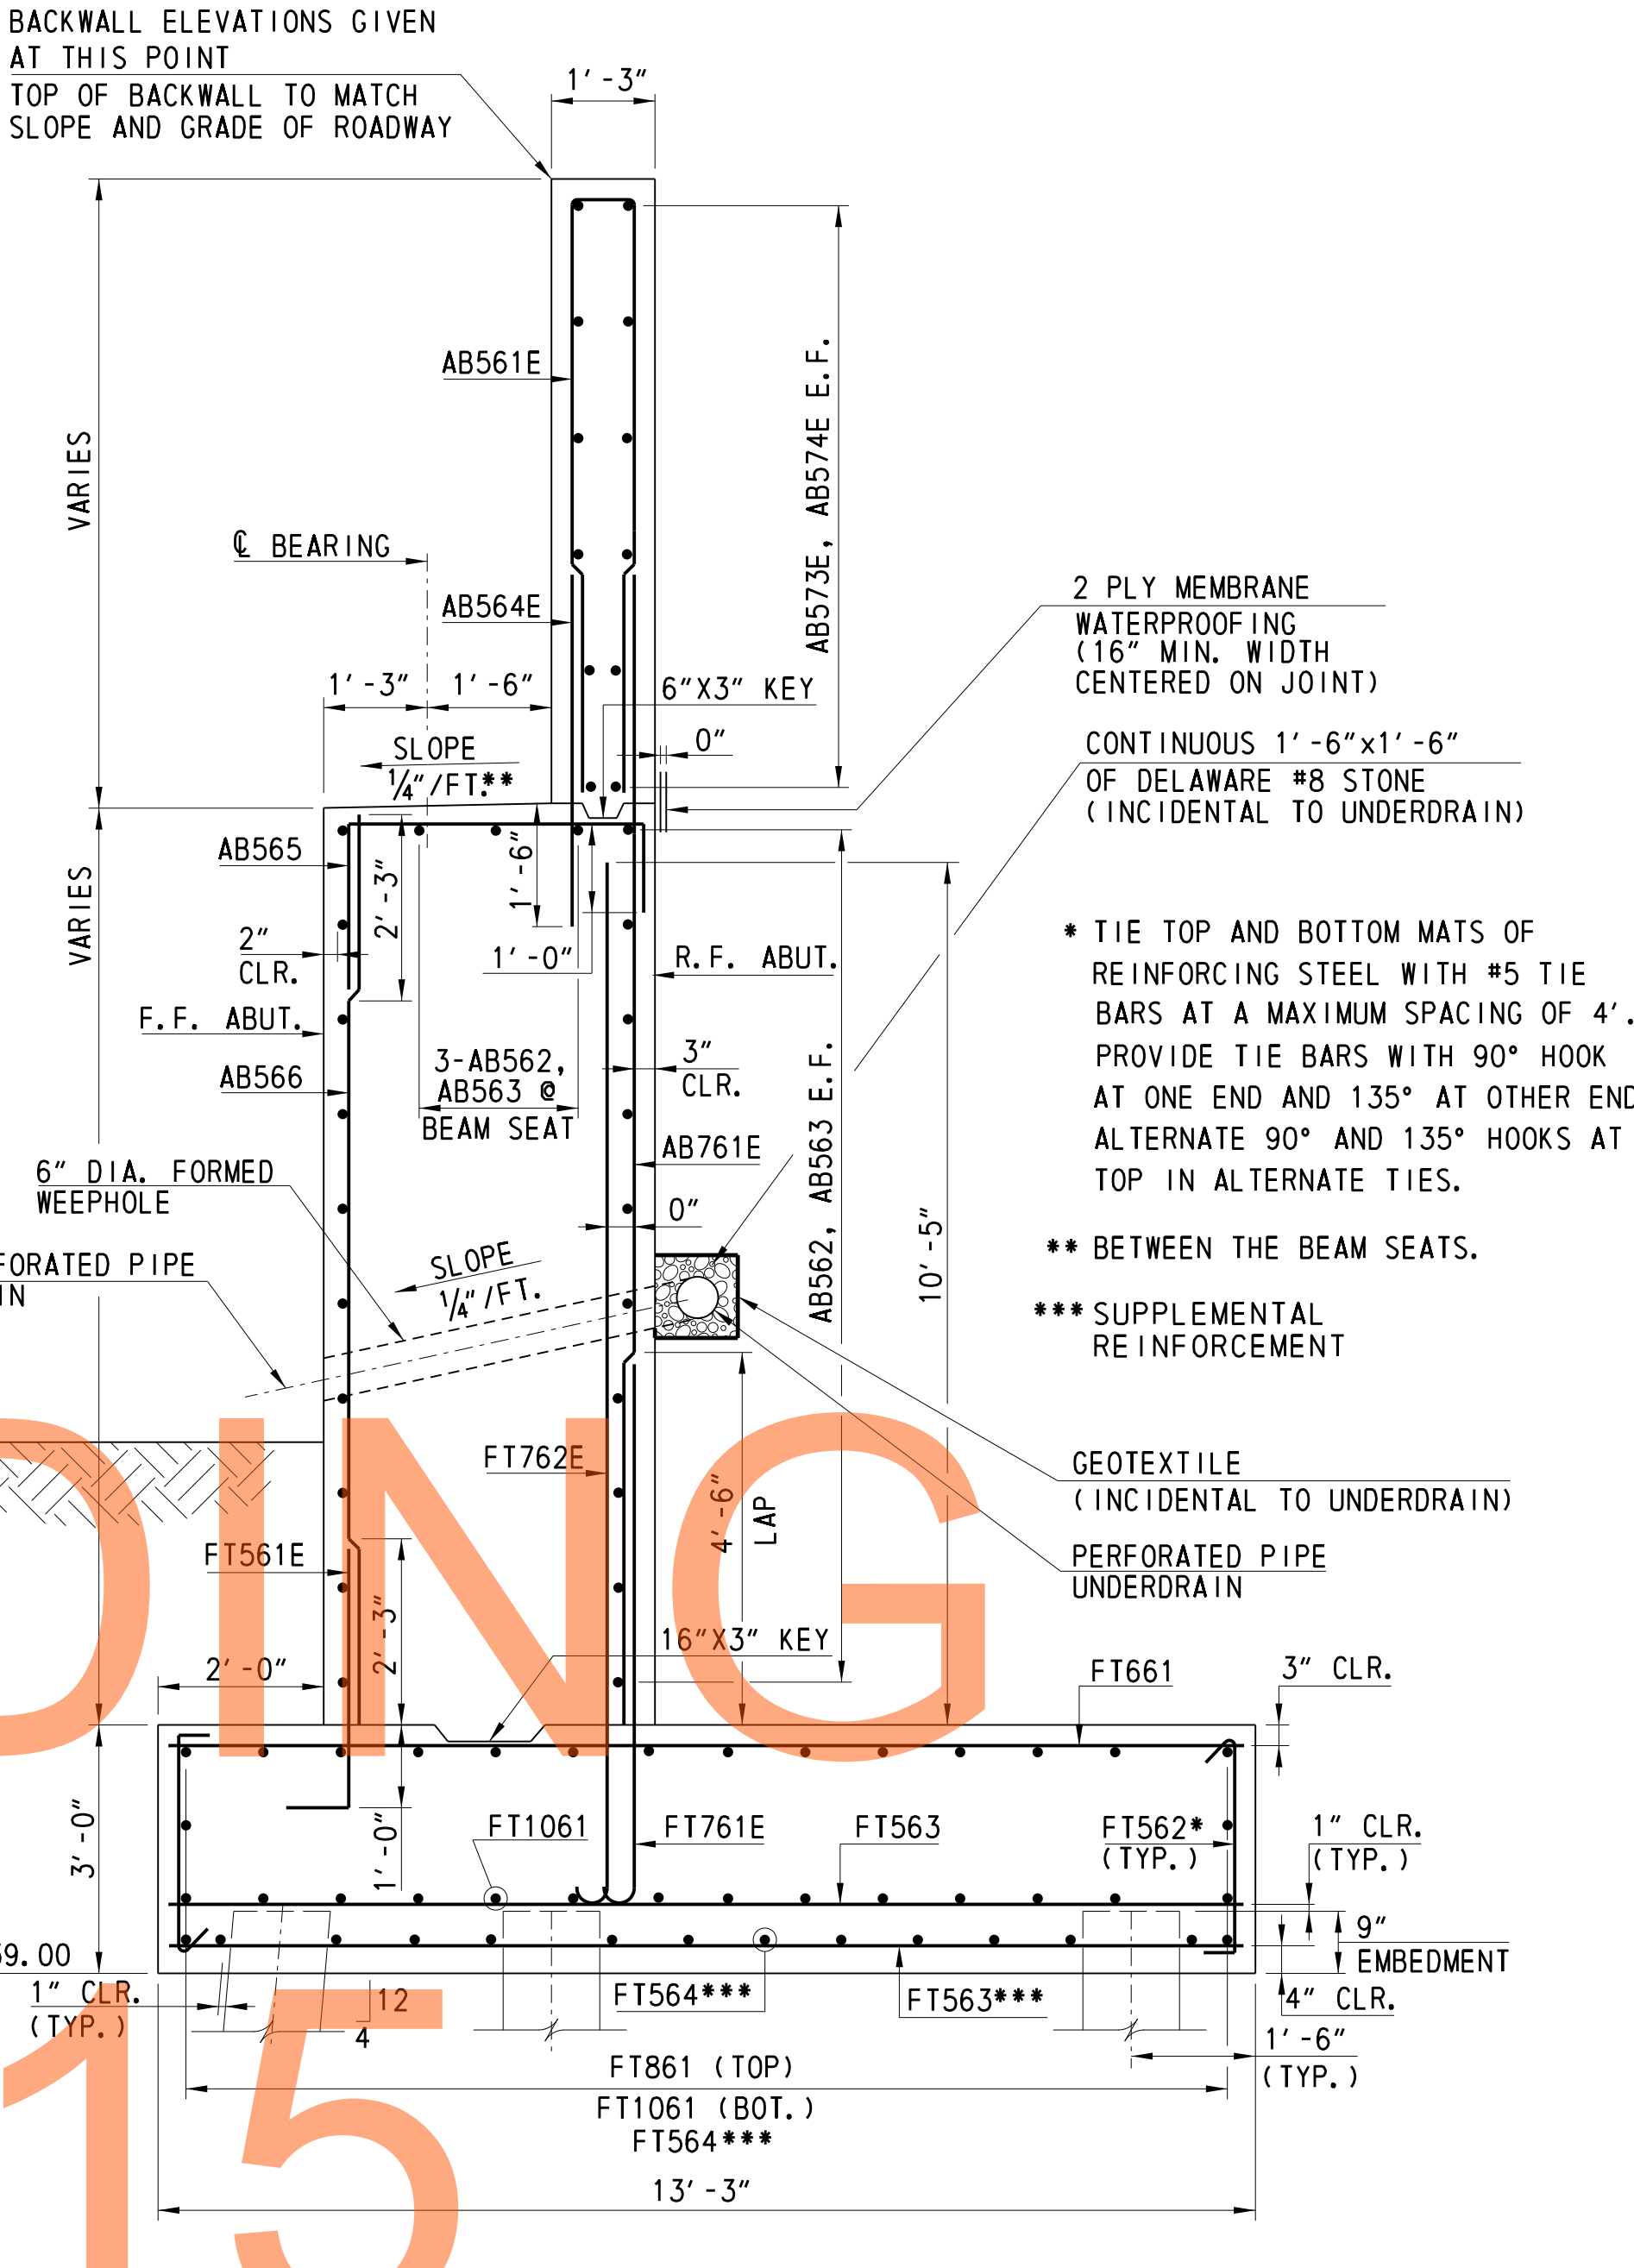 BACKWALL ELEVATIONS GIVEN
AT THIS POINT
TOP OF BACKWALL TO MATCH
SLOPE AND GRADE OF ROADWAY
1'-3"
VARIES
AB561E
AB573E, AB574E E.F.
℄ BEARING
AB564E
1'-3"
1'-6"
6"X3" KEY
0"
SLOPE
1/4"/FT.**
2 PLY MEMBRANE
WATERPROOFING
(16" MIN. WIDTH
CENTERED ON JOINT)
CONTINUOUS 1'-6"x1'-6"
OF DELAWARE #8 STONE
(INCIDENTAL TO UNDERDRAIN)
VARIES
AB565
2'-3"
1'-6"
1'-0"
2"
CLR.
R.F. ABUT.
F.F. ABUT.
AB566
3-AB562,
AB563 @
BEAM SEAT
3"
CLR.
AB761E
AB562, AB563 E.F.
10'-5"
* TIE TOP AND BOTTOM MATS OF
REINFORCING STEEL WITH #5 TIE
BARS AT A MAXIMUM SPACING OF 4'.
PROVIDE TIE BARS WITH 90° HOOK
AT ONE END AND 135° AT OTHER END
ALTERNATE 90° AND 135° HOOKS AT
TOP IN ALTERNATE TIES.
** BETWEEN THE BEAM SEATS.
*** SUPPLEMENTAL
REINFORCEMENT
6" DIA. FORMED
WEEPHOLE
FORATED PIPE
IN
0"
SLOPE
1/4"/FT.
FT762E
4'-6"
LAP
GEOTEXTILE
(INCIDENTAL TO UNDERDRAIN)
PERFORATED PIPE
UNDERDRAIN
FT561E
2'-3"
16"X3" KEY
2'-0"
FT661
3" CLR.
3'-0"
1'-0"
FT1061
FT761E
FT563
FT562*
(TYP.)
1" CLR.
(TYP.)
9"
EMBEDMENT
59.00
1" CLR.
(TYP.)
12
4
FT564***
FT563***
4" CLR.
1'-6"
(TYP.)
FT861 (TOP)
FT1061 (BOT.)
FT564***
13'-3"
DING
15